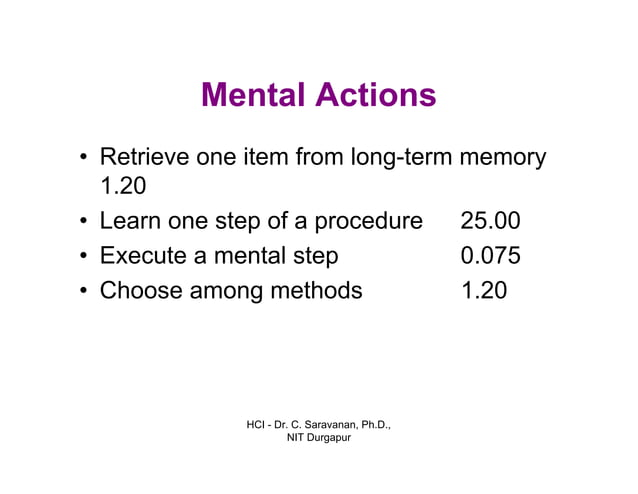 Mental Actions
• Retrieve one item from long-term memory
1.20
• Learn one step of a procedure 25.00
• Execute a mental step 0.075
• Choose among methods 1.20
HCI - Dr. C. Saravanan, Ph.D.,
NIT Durgapur